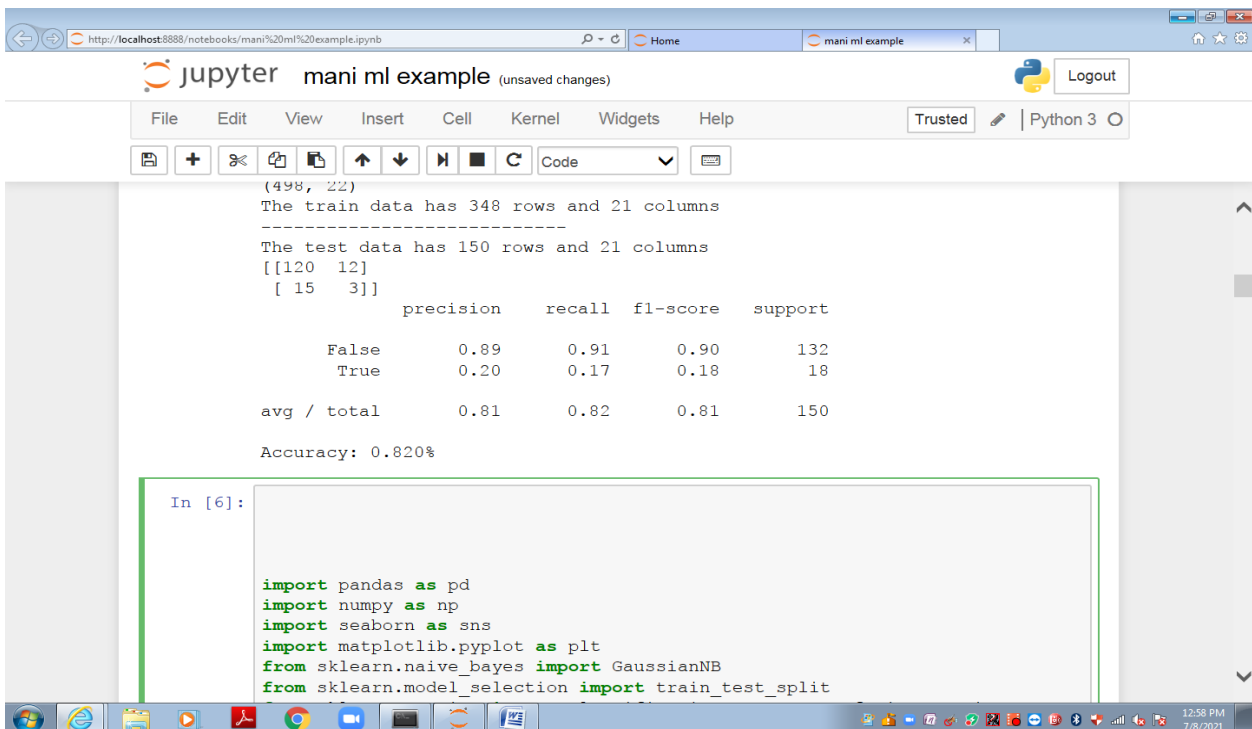 http://localhost:8888/notebooks/mani%20ml%20example.ipynb Home mani ml example
jupyter mani ml example (unsaved changes) Logout
File Edit View Insert Cell Kernel Widgets Help Trusted Python 3
Code
(498, 22)
The train data has 348 rows and 21 columns
----------------------------
The test data has 150 rows and 21 columns
[[120  12]
 [ 15   3]]
             precision    recall  f1-score   support
      False       0.89      0.91      0.90       132
       True       0.20      0.17      0.18        18
avg / total       0.81      0.82      0.81       150
Accuracy: 0.820%
In [6]:
import pandas as pd
import numpy as np
import seaborn as sns
import matplotlib.pyplot as plt
from sklearn.naive_bayes import GaussianNB
from sklearn.model_selection import train_test_split
12:58 PM
7/8/2021